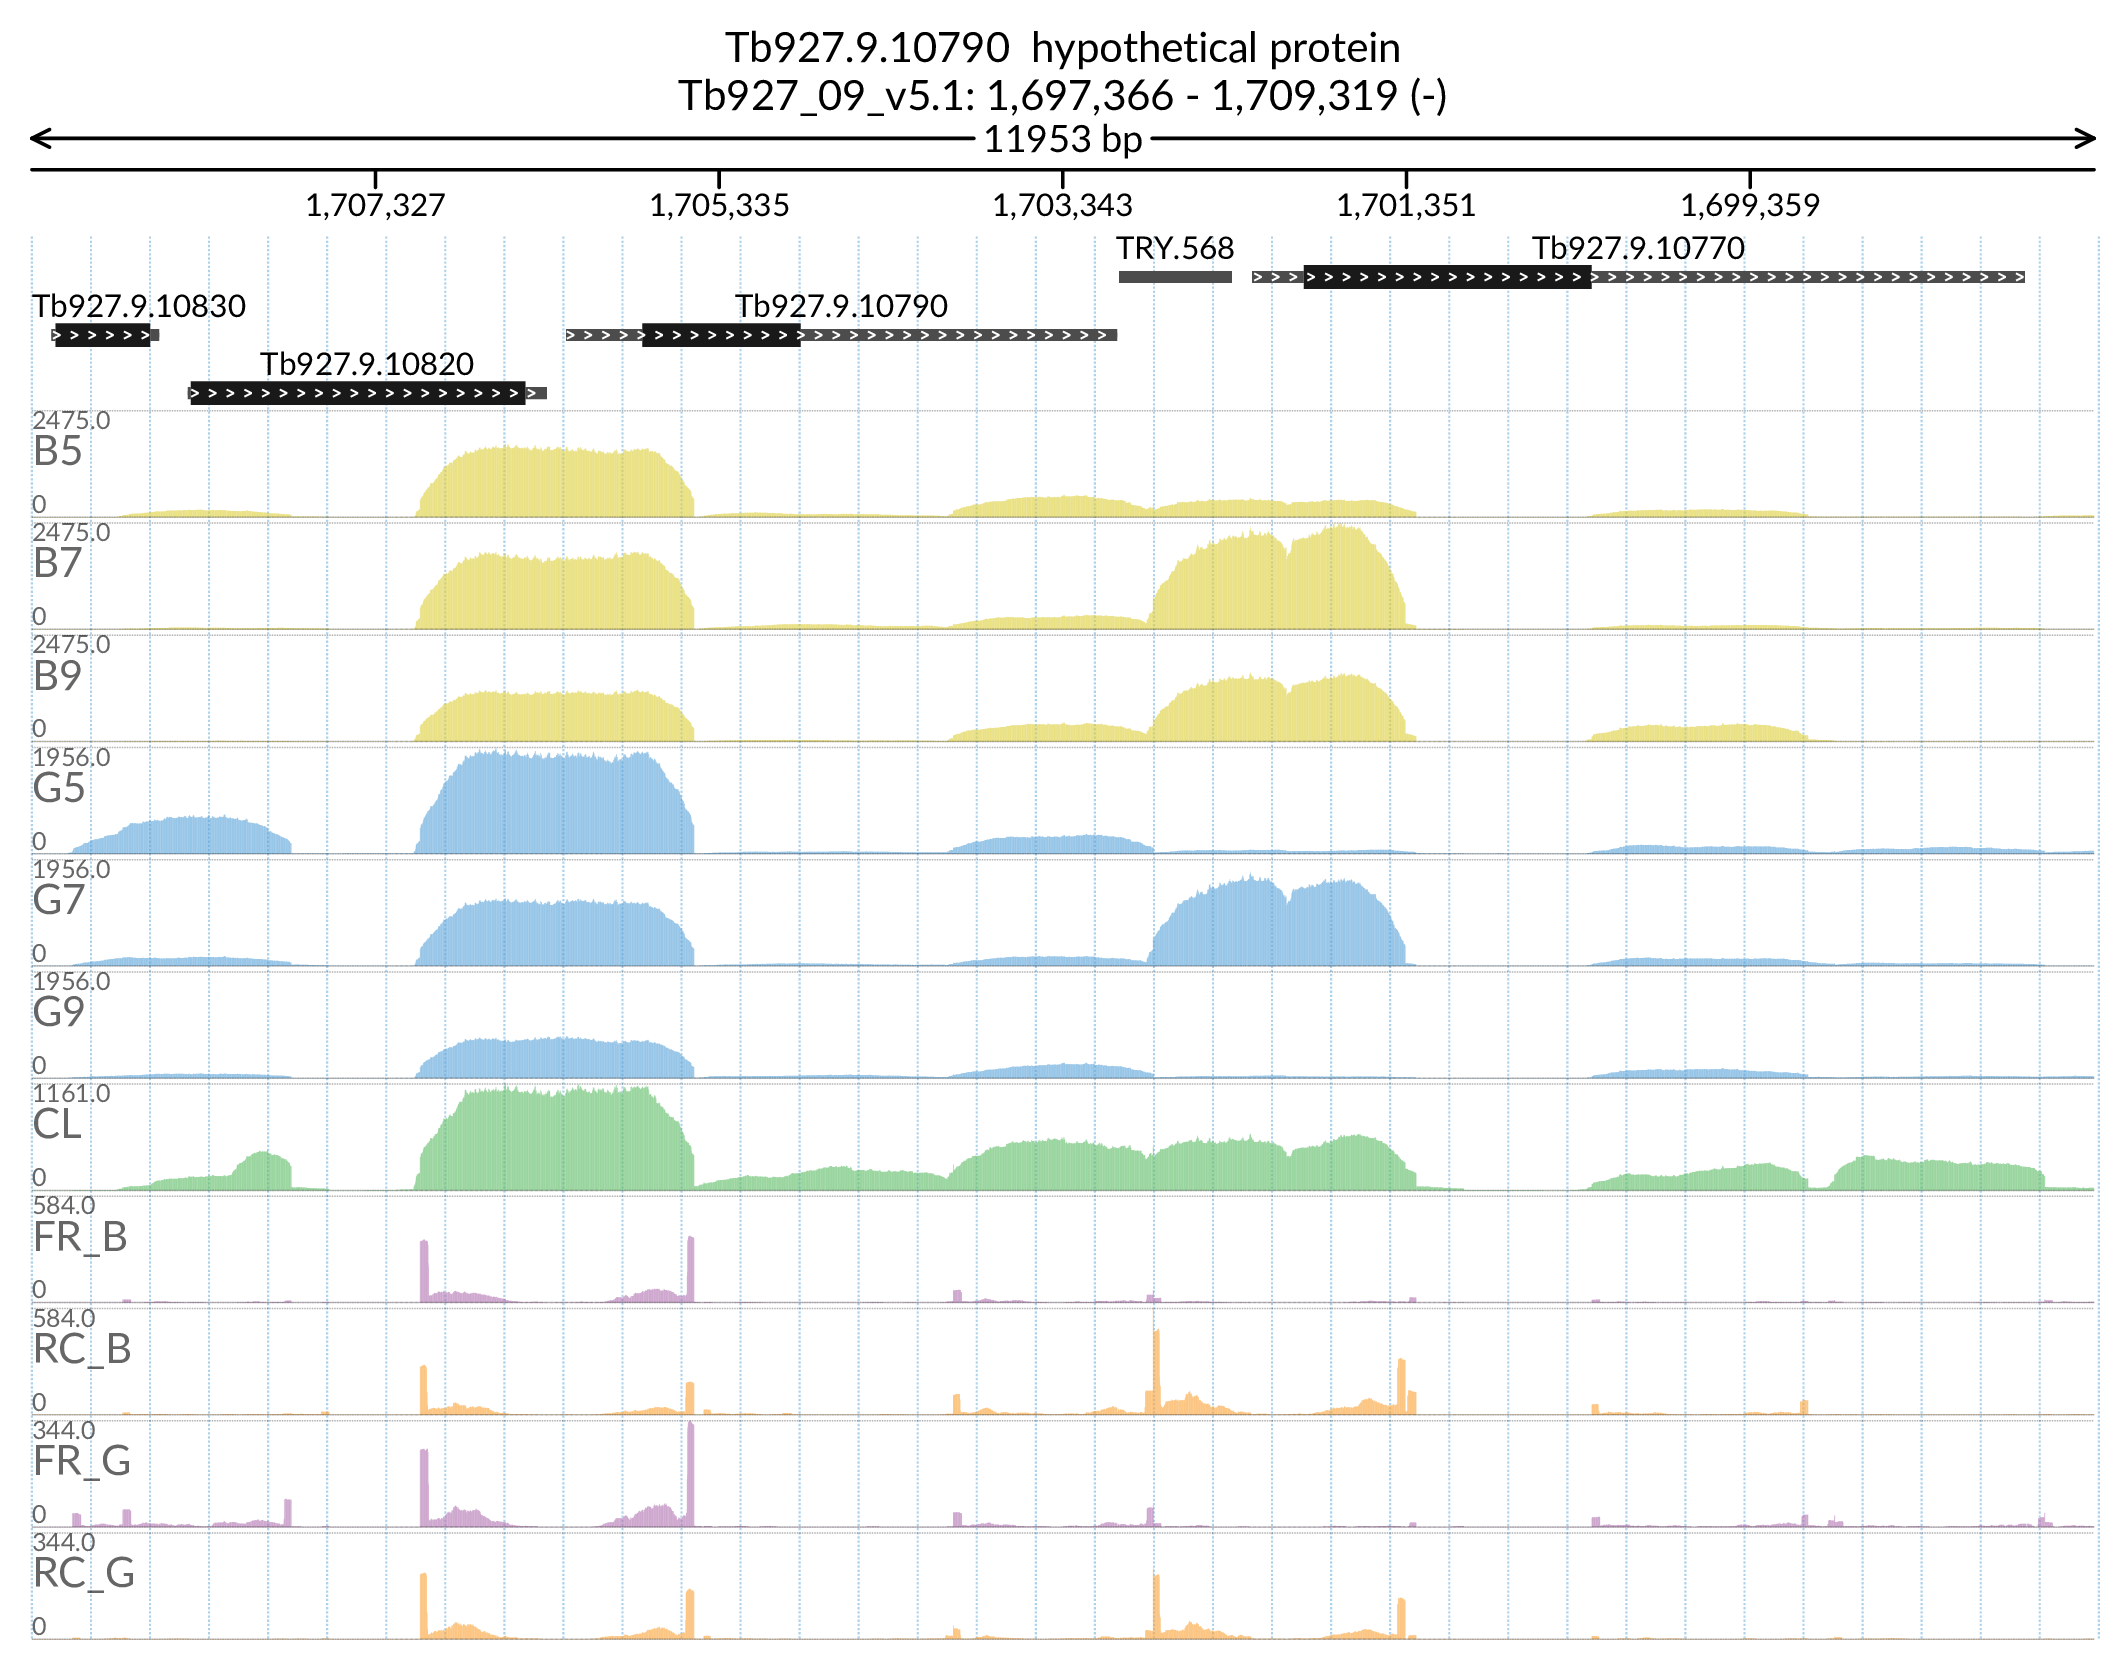 Tb927.9.10790  hypothetical protein
Tb927_09_v5.1: 1,697,366 - 1,709,319 (-)
11953 bp
1,707,327 1,705,335 1,703,343 1,701,351 1,699,359
TRY.568 Tb927.9.10770
Tb927.9.10830 Tb927.9.10790
Tb927.9.10820
2475.0
B5
0
2475.0
B7
0
2475.0
B9
0
1956.0
G5
0
1956.0
G7
0
1956.0
G9
0
1161.0
CL
0
584.0
FR_B
0
584.0
RC_B
0
344.0
FR_G
0
344.0
RC_G
0